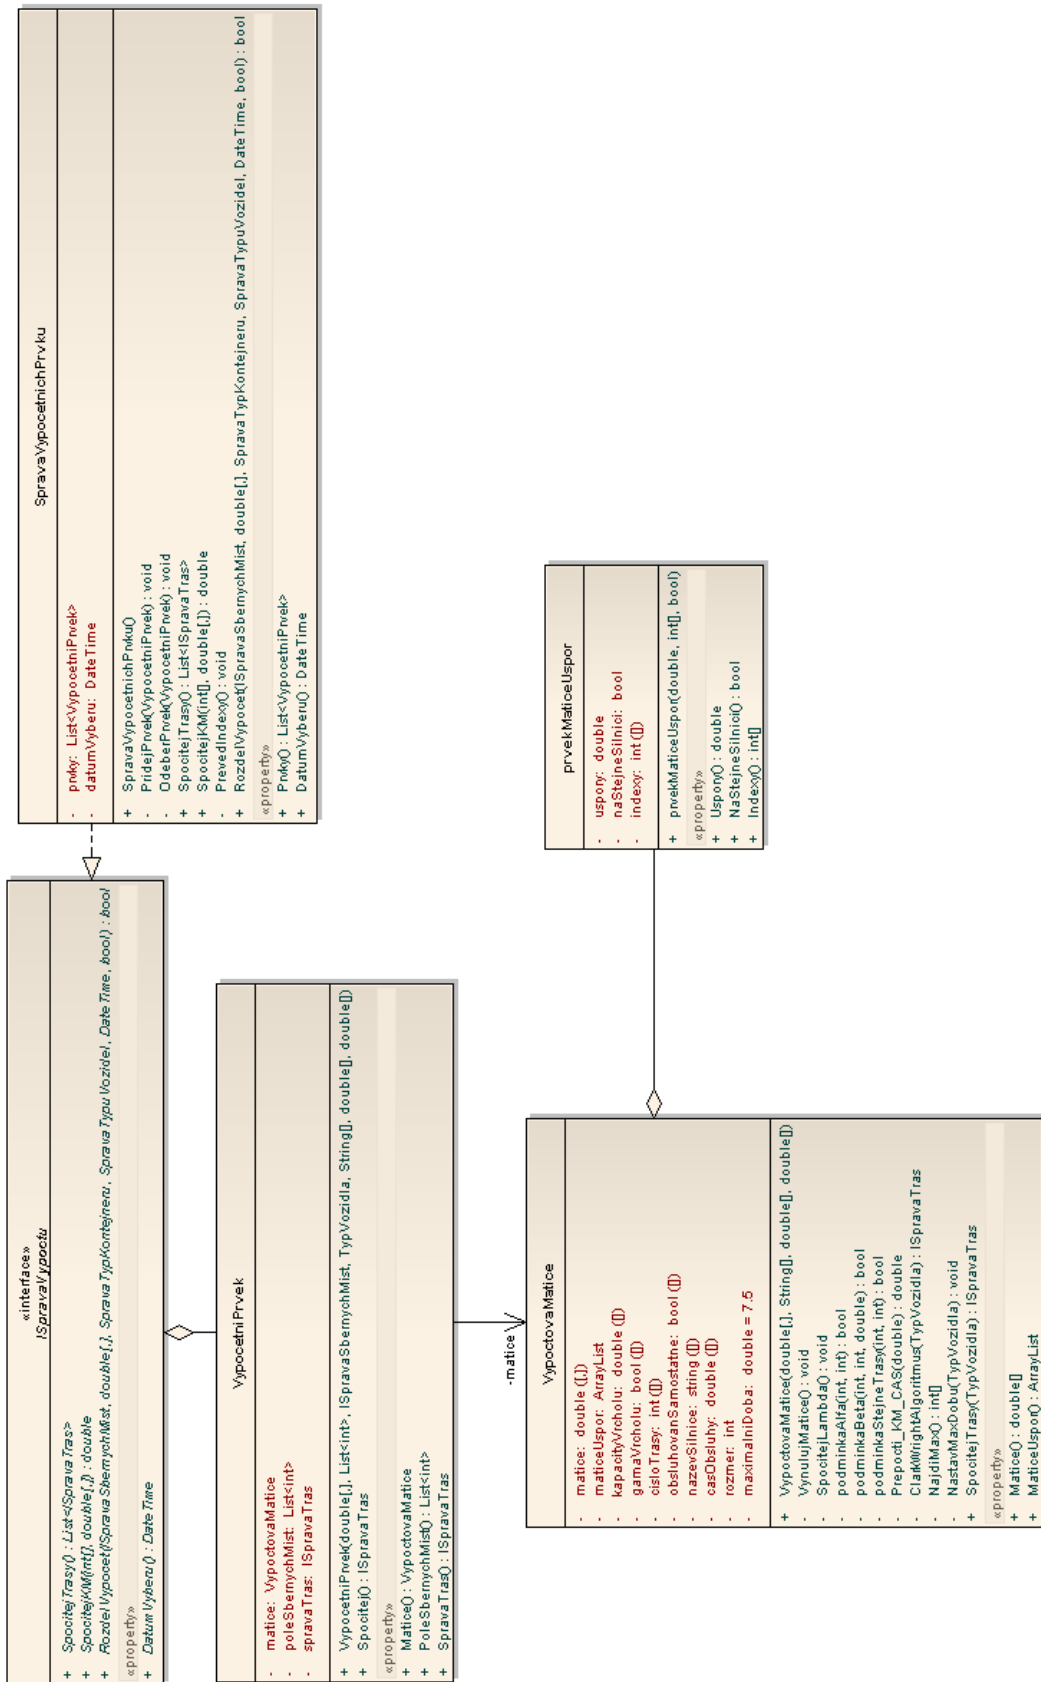 «interface»
ISpravaVypoctu
+ SpocitejTrasy() : List<ISpravaTras>
+ SpocitejKM(int[], double[,]) : double
+ RozdelVypocet(ISpravaSbernychMist, double[,], SpravaTypKontejneru, SpravaTypuVozidel, DateTime, bool) : bool
«property»
+ DatumVyberu() : DateTime
SpravaVypocetnichPrvku
- prvky: List<VypocetniPrvek>
- datumVyberu: DateTime
+ SpravaVypocetnichPrvku()
- PridejPrvek(VypocetniPrvek) : void
- OdeberPrvek(VypocetniPrvek) : void
+ SpocitejTrasy() : List<ISpravaTras>
+ SpocitejKM(int[], double[,]) : double
- PrevedIndexy() : void
+ RozdelVypocet(ISpravaSbernychMist, double[,], SpravaTypKontejneru, SpravaTypuVozidel, DateTime, bool) : bool
«property»
+ Prvky() : List<VypocetniPrvek>
+ DatumVyberu() : DateTime
VypocetniPrvek
- matice: VypoctovaMatice
- poleSbernychMist: List<int>
- spravaTras: ISpravaTras
+ VypocetniPrvek(double[,], List<int>, ISpravaSbernychMist, TypVozidla, String[], double[], double[])
+ Spocitej() : ISpravaTras
«property»
+ Matice() : VypoctovaMatice
+ PoleSbernychMist() : List<int>
+ SpravaTras() : ISpravaTras
-matice
VypoctovaMatice
- matice: double ([,])
- maticeUspor: ArrayList
- kapacityVrcholu: double ([])
- gamaVrcholu: bool ([])
- cisloTrasy: int ([])
- obsluhovanSamostatne: bool ([])
- nazevSilnice: string ([])
- casObsluhy: double ([])
- rozmer: int
- maximalniDoba: double = 7.5
+ VypoctovaMatice(double[,], String[], double[], double[])
- VynulujMatice() : void
- SpocitejLambda() : void
- podminkaAlfa(int, int) : bool
- podminkaBeta(int, int, double) : bool
- podminkaStejneTrasy(int, int) : bool
- Prepocti_KM_CAS(double) : double
- ClarkWrightAlgoritmus(TypVozidla) : ISpravaTras
- NajdiMax() : int[]
- NastavMaxDobu(TypVozidla) : void
+ SpocitejTrasy(TypVozidla) : ISpravaTras
«property»
+ Matice() : double[]
+ MaticeUspor() : ArrayList
prvekMaticeUspor
- uspory: double
- naStejneSilnici: bool
- indexy: int ([])
+ prvekMaticeUspor(double, int[], bool)
«property»
+ Uspory() : double
+ NaStejneSilnici() : bool
+ Indexy() : int[]